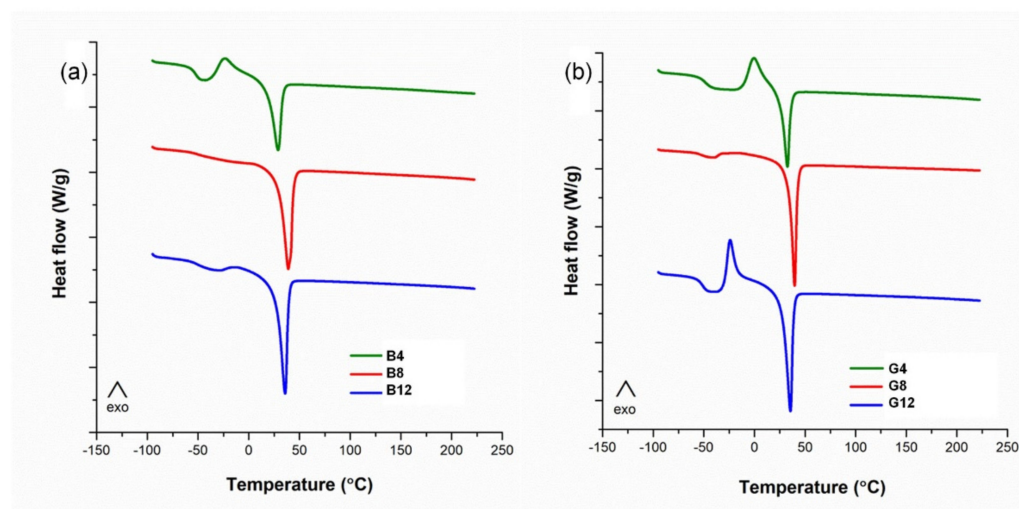 (a)
Heat flow (W/g)
B4
B8
B12
exo
-150 -100 -50 0 50 100 150 200 250
Temperature (°C)
(b)
Heat flow (W/g)
G4
G8
G12
exo
-150 -100 -50 0 50 100 150 200 250
Temperature (°C)